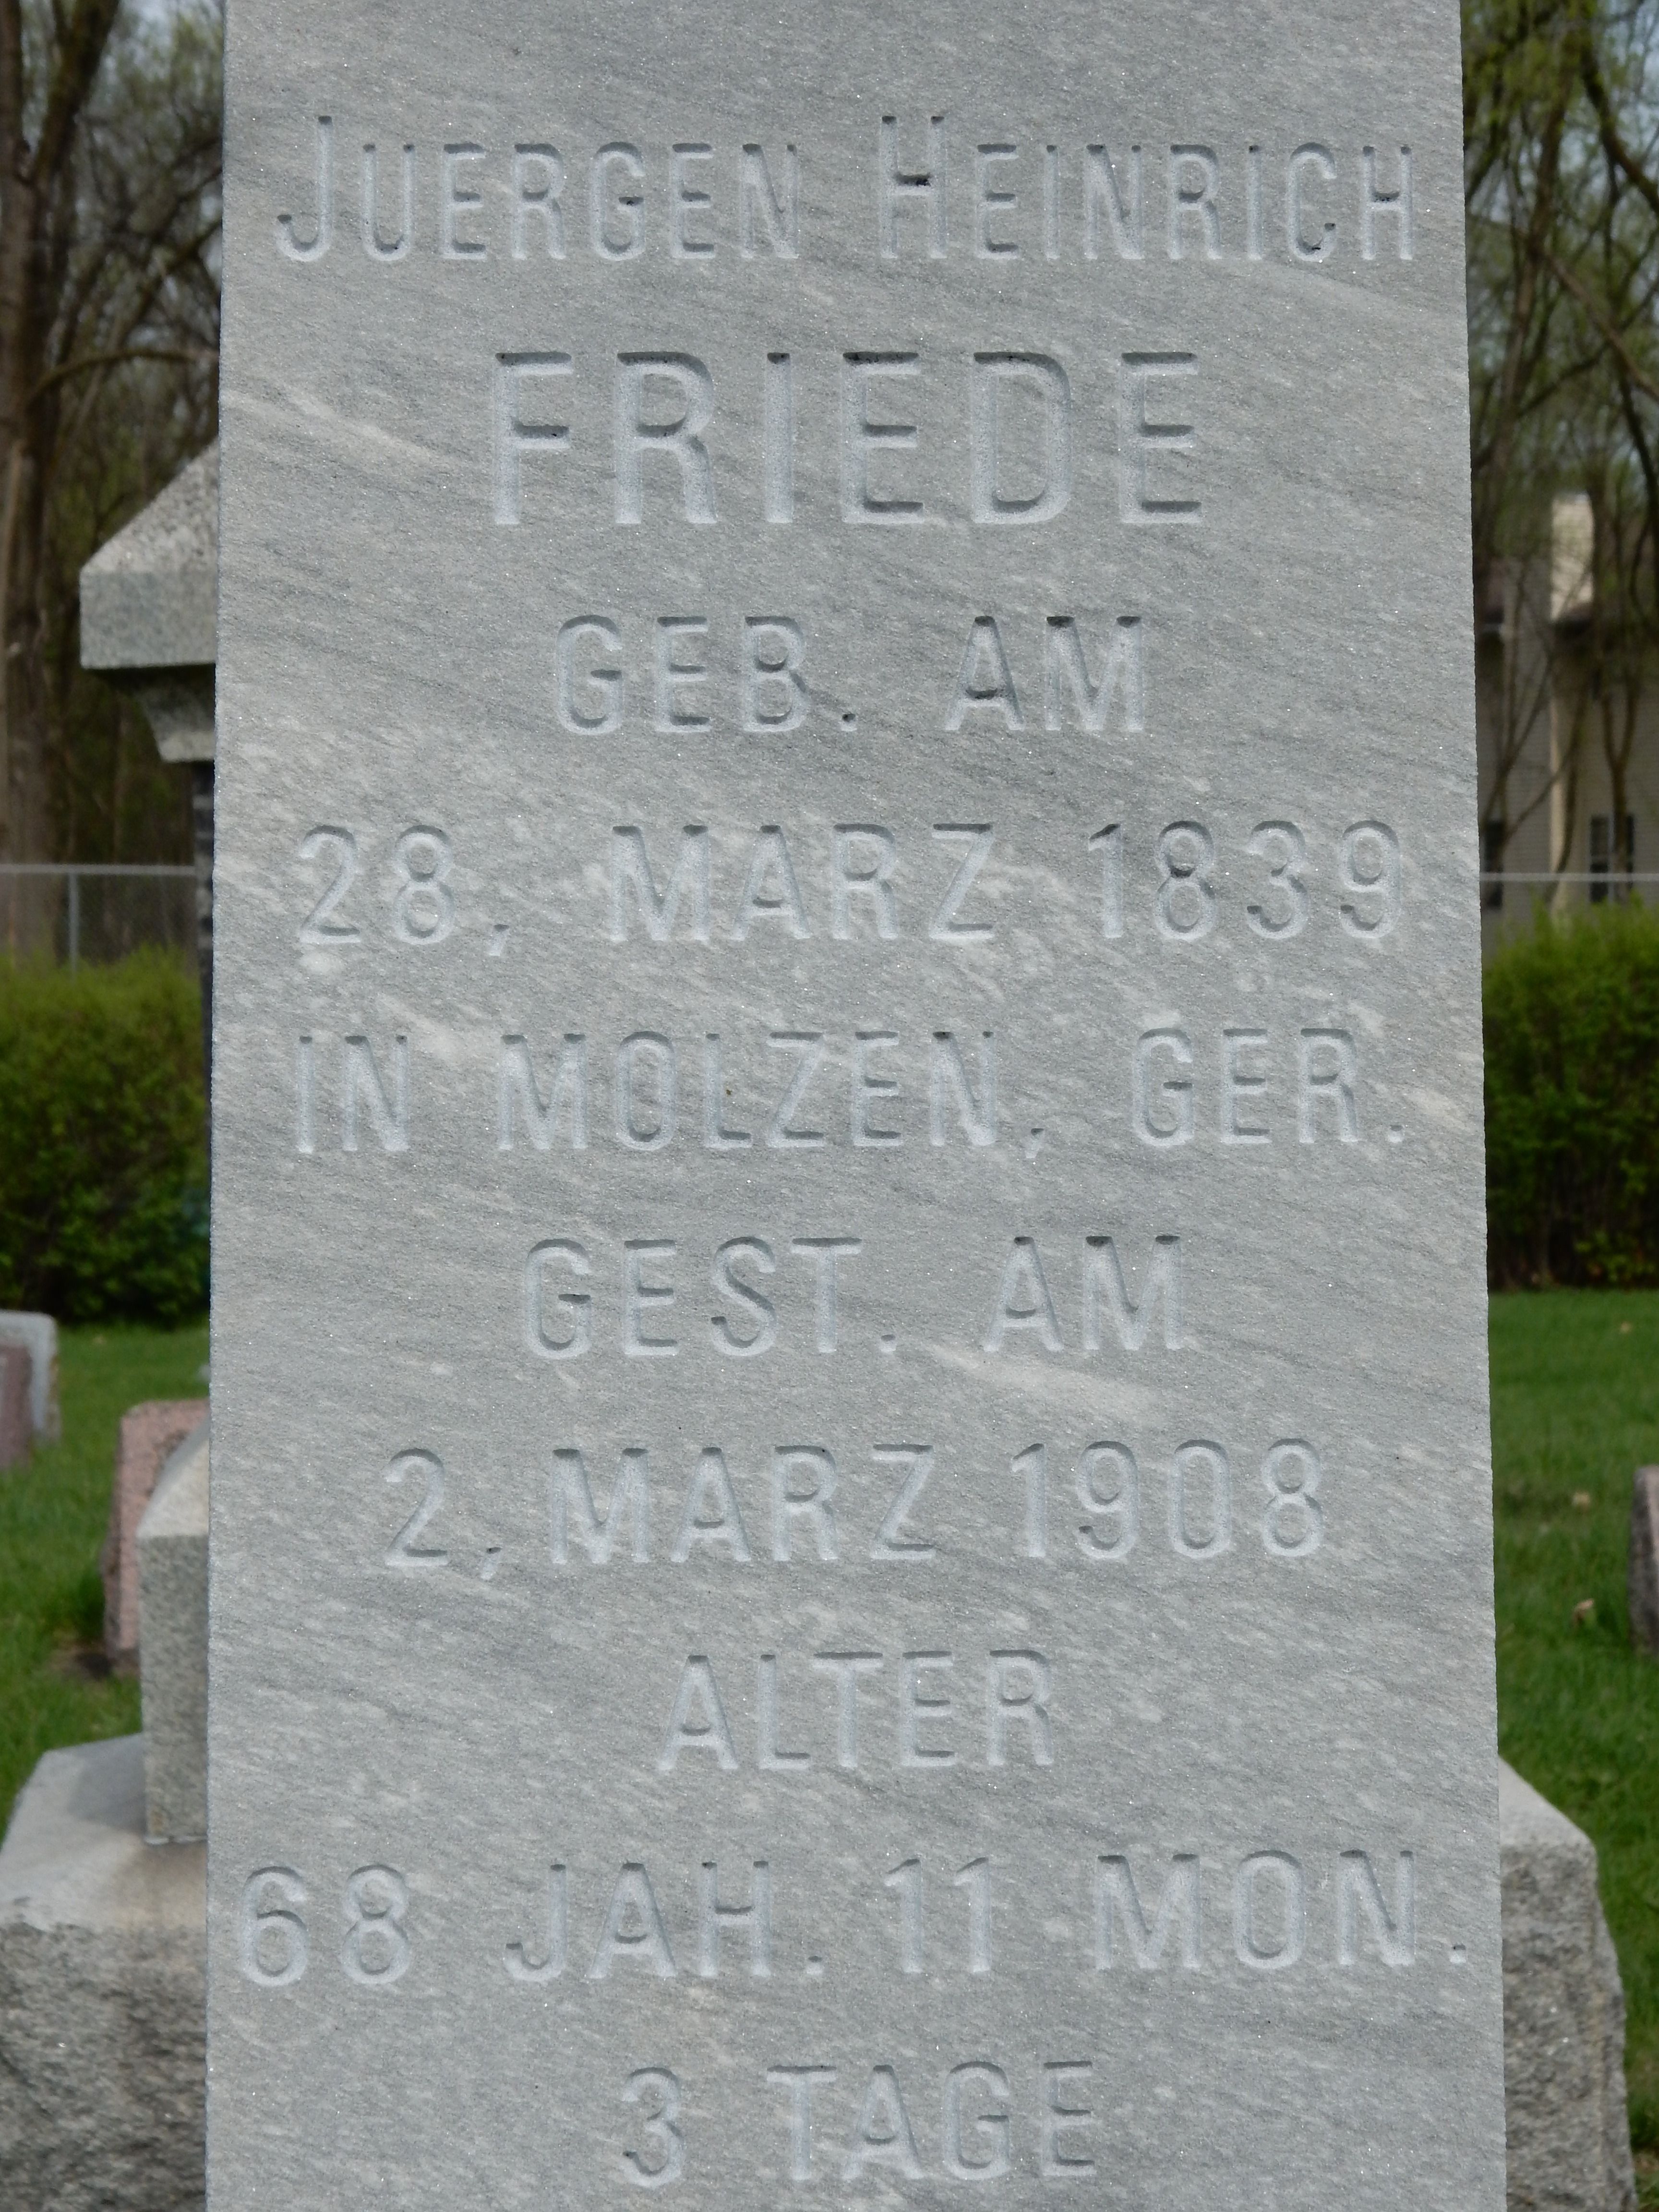 JUERGEN HEINRICH
FRIEDE
GEB. AM
28, MARZ 1839
IN MOLZEN, GER.
GEST. AM
2, MARZ 1908
ALTER
68 JAH. 11 MON.
3 TAGE